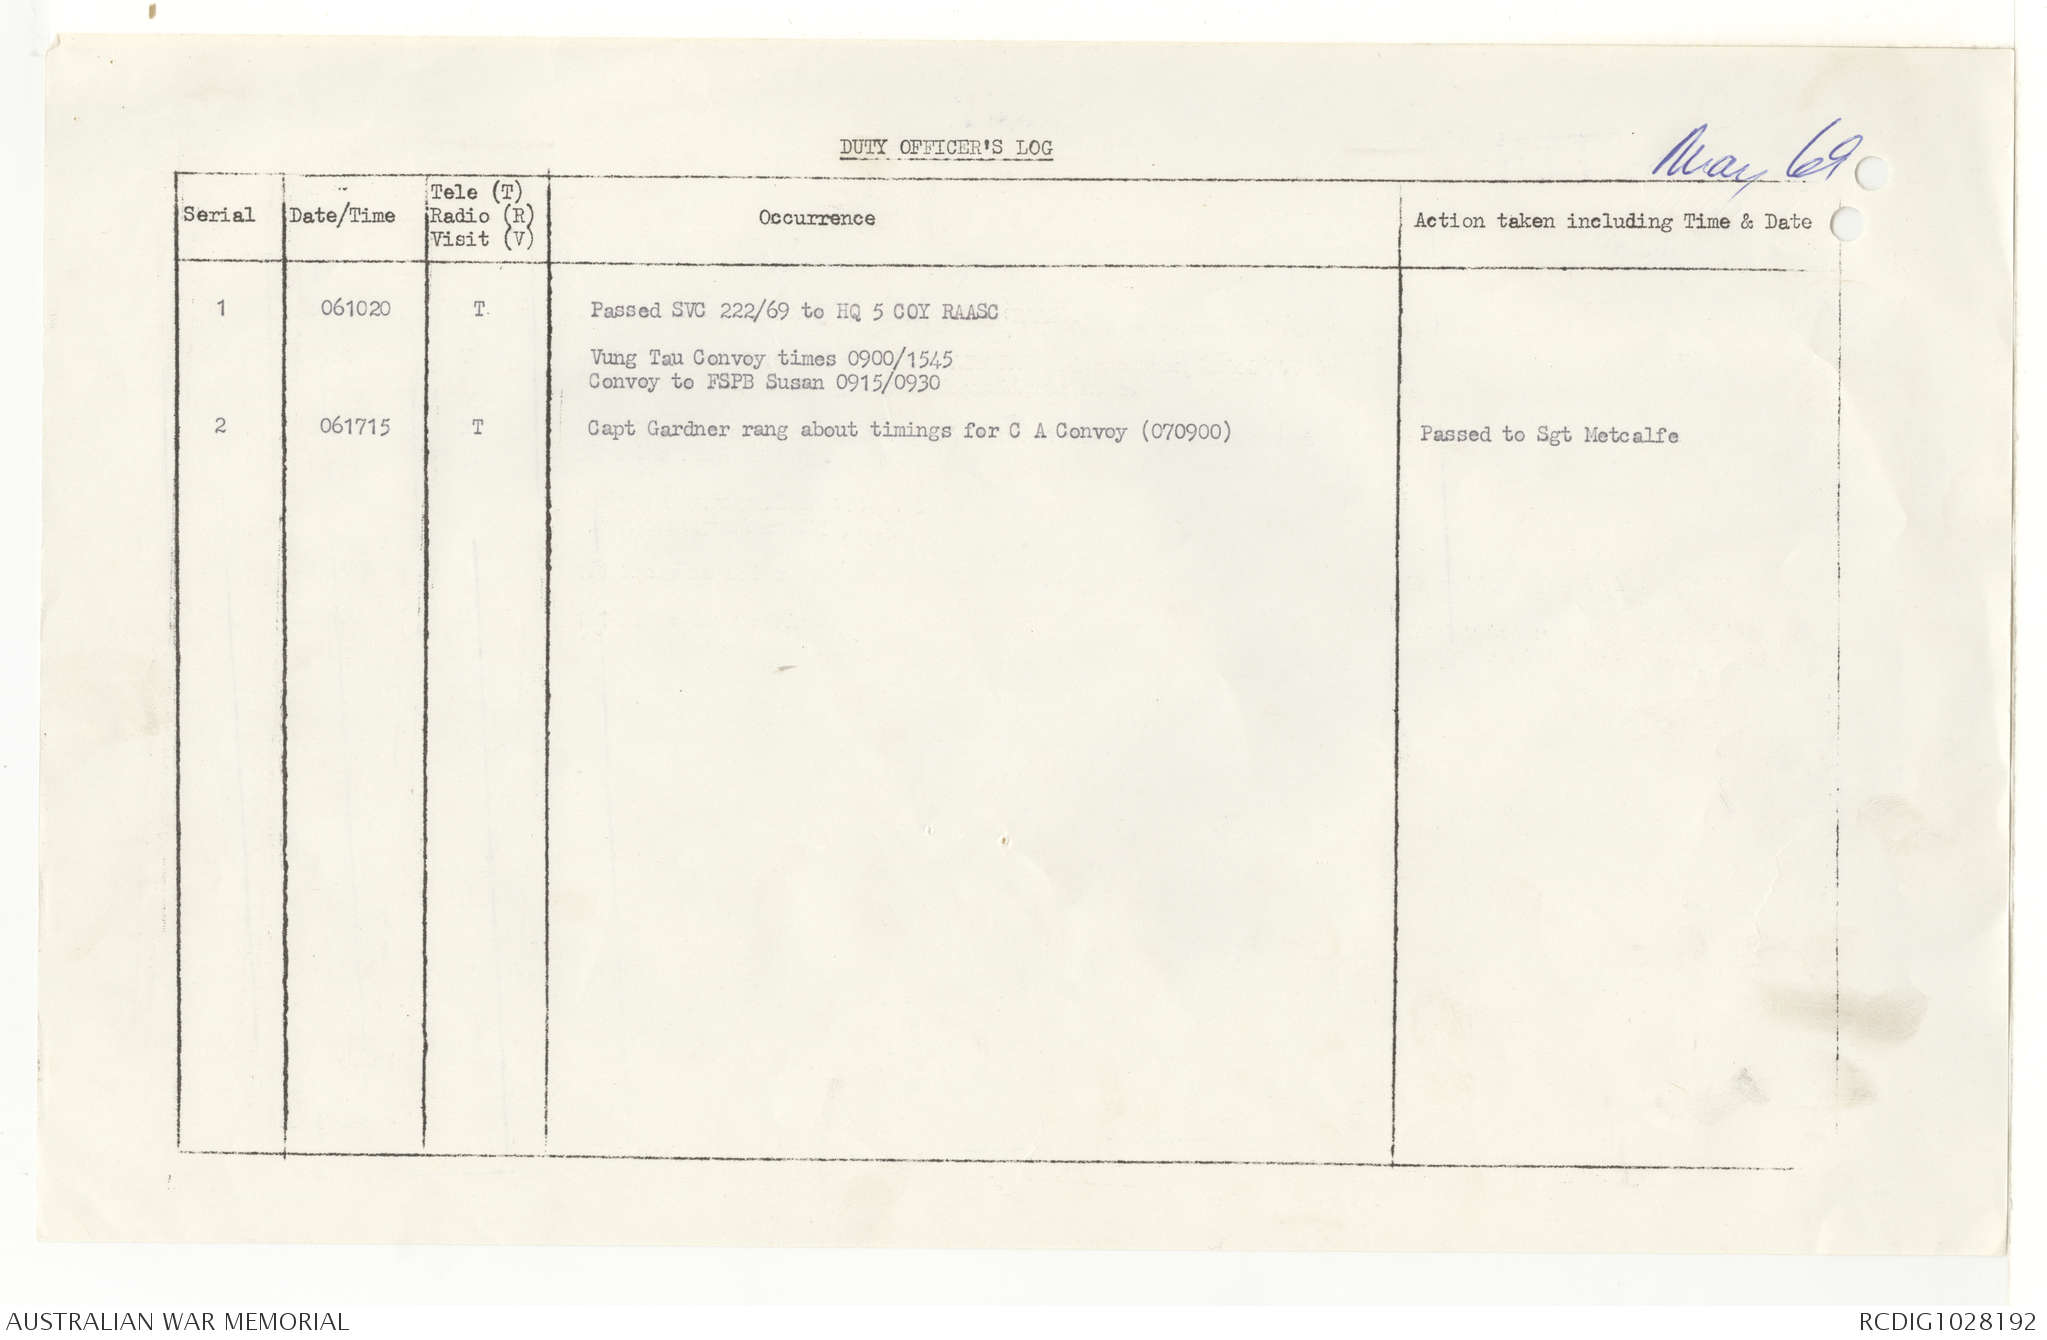 DUTY OFFICER'S LOG
May 69
Serial
Date/Time
Tele (T)
Radio (R)
Visit (V)
Occurrence
Action taken including Time & Date
1 061020 T Passed SVC 222/69 to HQ 5 COY RAASC
Vung Tau Convoy times 0900/1545
Convoy to FSPB Susan 0915/0930
2 061715 T Capt Gardner rang about timings for C A Convoy (070900) Passed to Sgt Metcalfe
AUSTRALIAN WAR MEMORIAL
RCDIG1028192